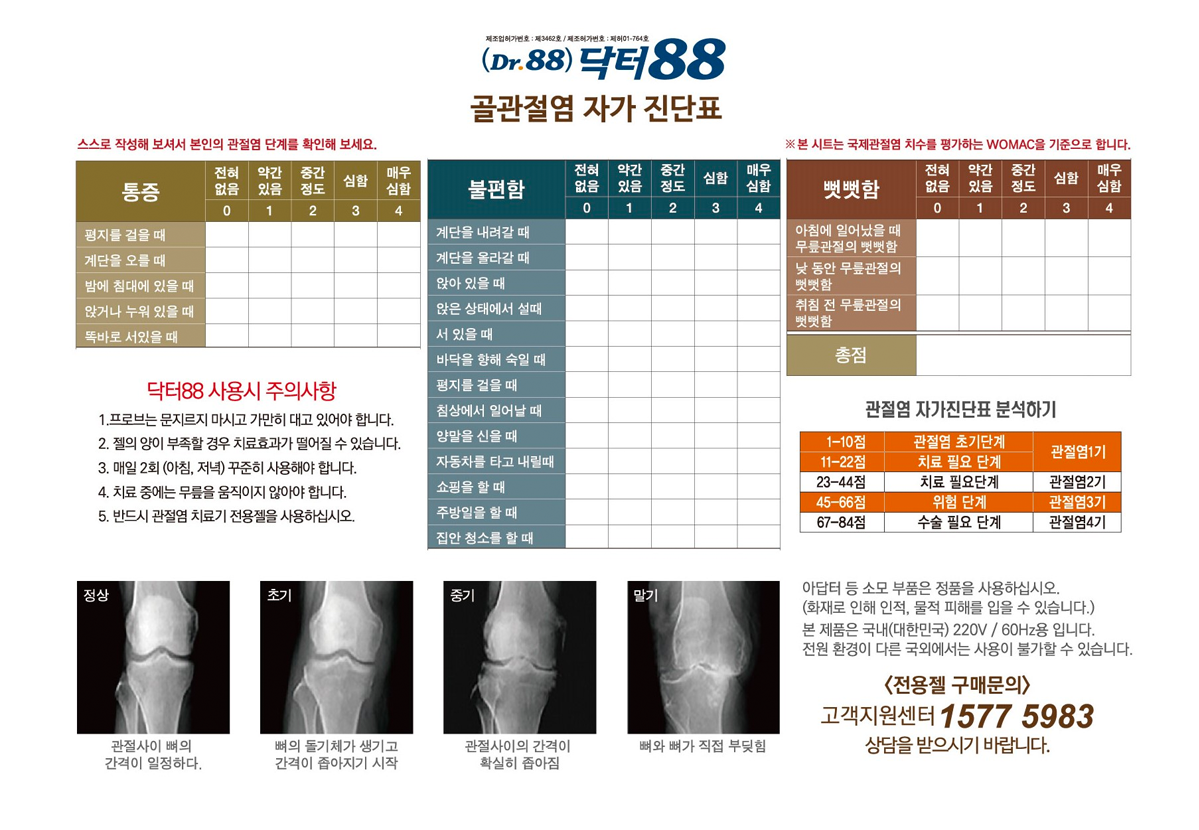 제조업허가번호 : 제3462호 / 제조허가번호 : 제허01-764호
(Dr.88) 닥터88
골관절염 자가 진단표
스스로 작성해 보셔서 본인의 관절염 단계를 확인해 보세요.
※ 본 시트는 국제관절염 치수를 평가하는 WOMAC을 기준으로 합니다.
통증 전혀 없음 약간 있음 중간 정도 심함 매우 심함
0 1 2 3 4
평지를 걸을 때
계단을 오를 때
밤에 침대에 있을 때
앉거나 누워 있을 때
똑바로 서있을 때
불편함 전혀 없음 약간 있음 중간 정도 심함 매우 심함
0 1 2 3 4
계단을 내려갈 때
계단을 올라갈 때
앉아 있을 때
앉은 상태에서 설때
서 있을 때
바닥을 향해 숙일 때
평지를 걸을 때
침상에서 일어날 때
양말을 신을 때
자동차를 타고 내릴때
쇼핑을 할 때
주방일을 할 때
집안 청소를 할 때
뻣뻣함 전혀 없음 약간 있음 중간 정도 심함 매우 심함
0 1 2 3 4
아침에 일어났을 때
무릎관절의 뻣뻣함
낮 동안 무릎관절의
뻣뻣함
취침 전 무릎관절의
뻣뻣함
총점
닥터88 사용시 주의사항
1.프로브는 문지르지 마시고 가만히 대고 있어야 합니다.
2. 젤의 양이 부족할 경우 치료효과가 떨어질 수 있습니다.
3. 매일 2회 (아침, 저녁) 꾸준히 사용해야 합니다.
4. 치료 중에는 무릎을 움직이지 않아야 합니다.
5. 반드시 관절염 치료기 전용젤을 사용하십시오.
관절염 자가진단표 분석하기
1-10점 관절염 초기단계 관절염1기
11-22점 치료 필요 단계
23-44점 치료 필요단계 관절염2기
45-66점 위험 단계 관절염3기
67-84점 수술 필요 단계 관절염4기
정상
관절사이 뼈의
간격이 일정하다.
초기
뼈의 돌기체가 생기고
간격이 좁아지기 시작
중기
관절사이의 간격이
확실히 좁아짐
말기
뼈와 뼈가 직접 부딪힘
아답터 등 소모 부품은 정품을 사용하십시오.
(화재로 인해 인적, 물적 피해를 입을 수 있습니다.)
본 제품은 국내(대한민국) 220V / 60Hz용 입니다.
전원 환경이 다른 국외에서는 사용이 불가할 수 있습니다.
〈전용젤 구매문의〉
고객지원센터 1577 5983
상담을 받으시기 바랍니다.